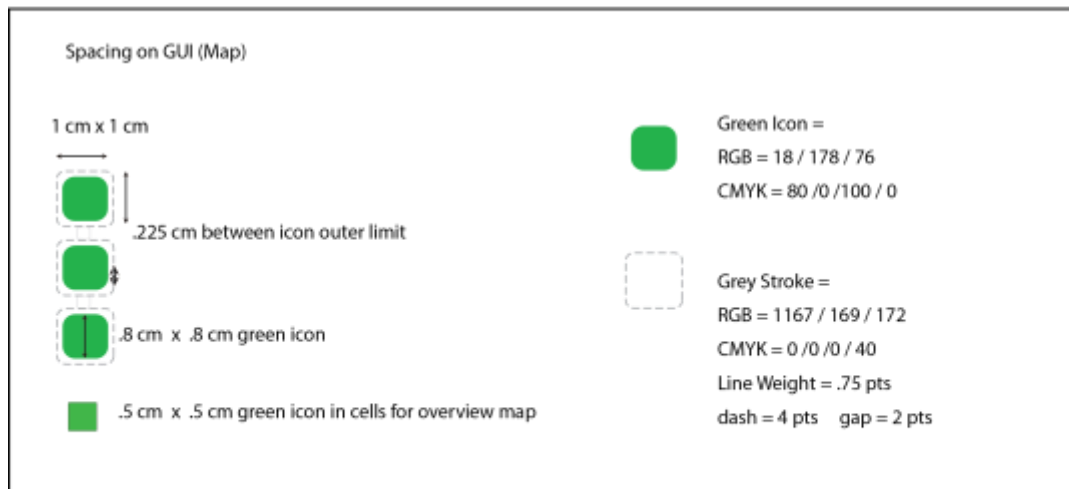 Spacing on GUI (Map)
1 cm x 1 cm
.225 cm between icon outer limit
.8 cm x .8 cm green icon
.5 cm x .5 cm green icon in cells for overview map
Green Icon =
RGB = 18 / 178 / 76
CMYK = 80 /0 /100 / 0
Grey Stroke =
RGB = 1167 / 169 / 172
CMYK = 0 /0 /0 / 40
Line Weight = .75 pts
dash = 4 pts gap = 2 pts